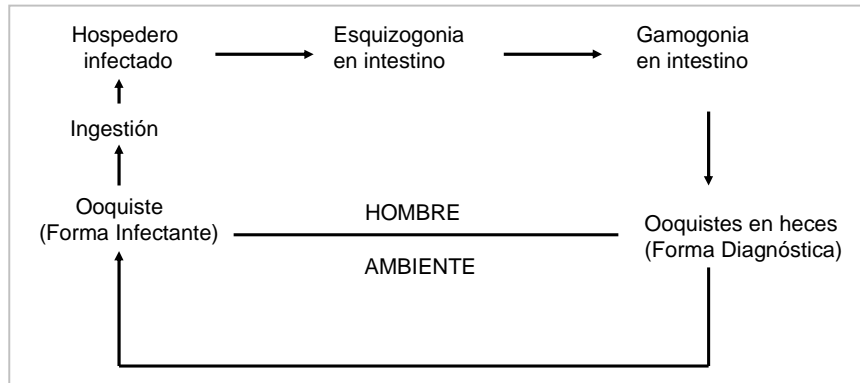 Hospedero
infectado
Esquizogonia
en intestino
Gamogonia
en intestino
Ingestión
Ooquiste
(Forma Infectante)
HOMBRE
AMBIENTE
Ooquistes en heces
(Forma Diagnóstica)